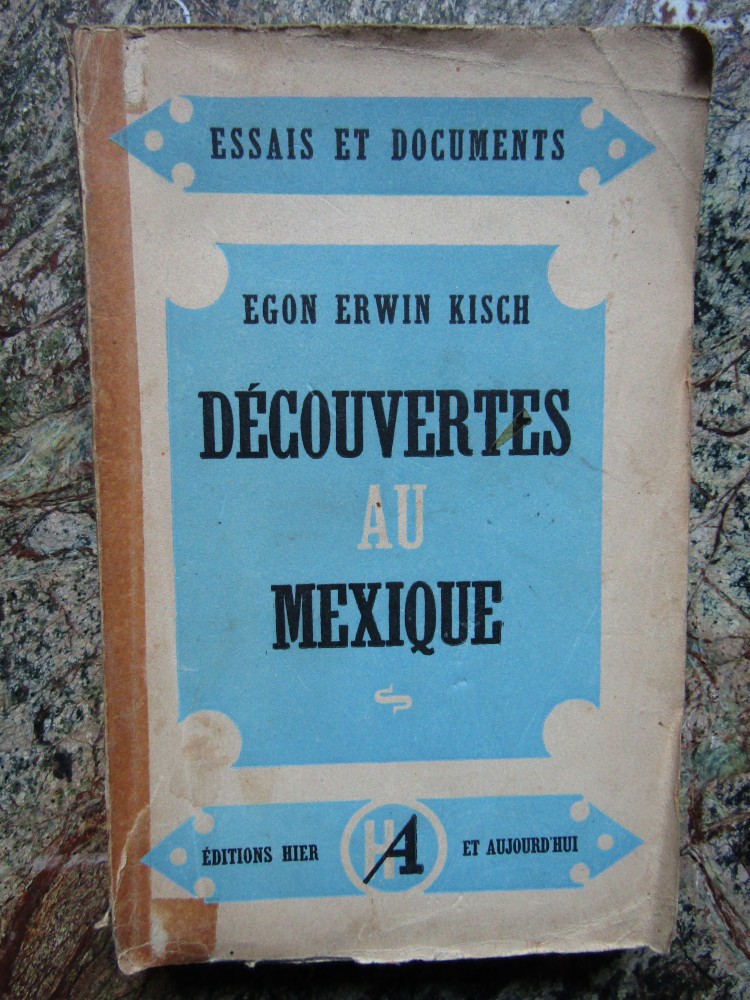 ESSAIS ET DOCUMENTS
EGON ERWIN KISCH
DÉCOUVERTES
AU
MEXIQUE
ÉDITIONS HIER HA ET AUJOURD'HUI